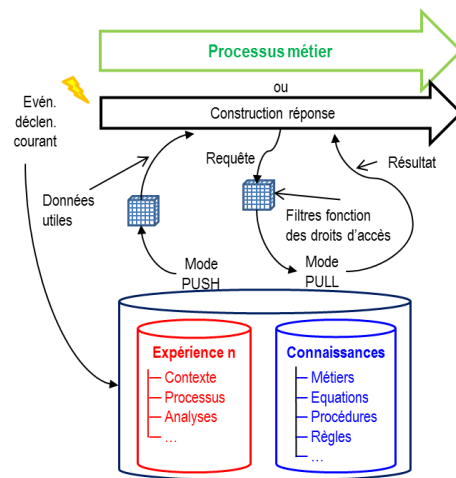 Processus métier
ou
Construction réponse
Evén.
déclen.
courant
Requête
Résultat
Données
utiles
Filtres fonction
des droits d'accès
Mode
PUSH
Mode
PULL
Expérience n
Contexte
Processus
Analyses
…
Connaissances
Métiers
Equations
Procédures
Règles
…